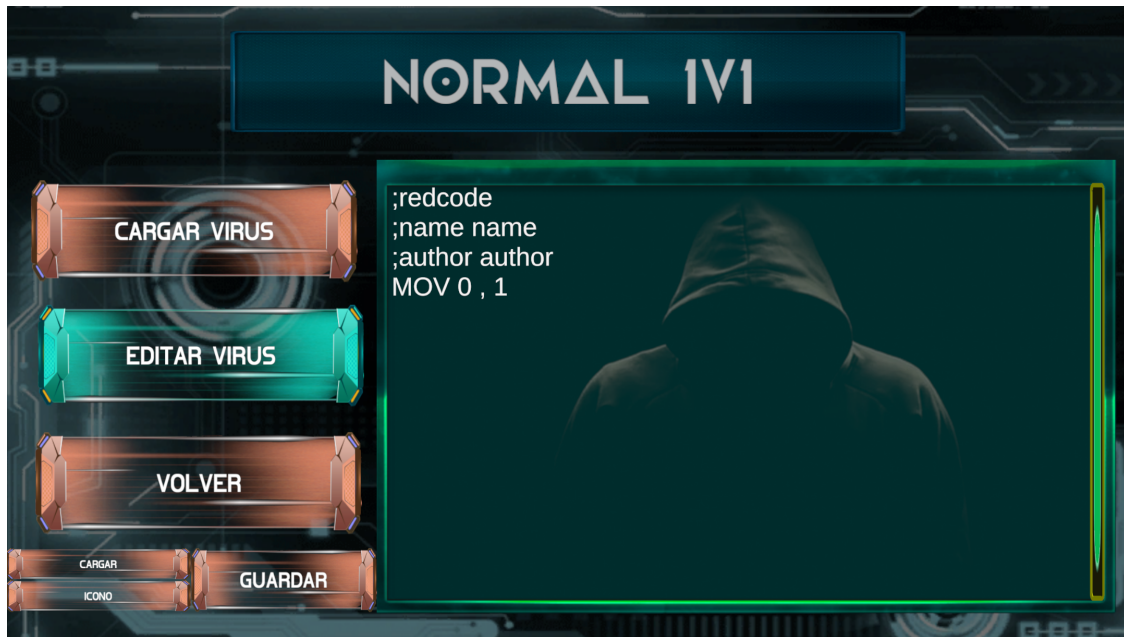 NORMAL 1V1
CARGAR VIRUS
EDITAR VIRUS
VOLVER
CARGAR
ICONO
GUARDAR
;redcode
;name name
;author author
MOV 0 , 1